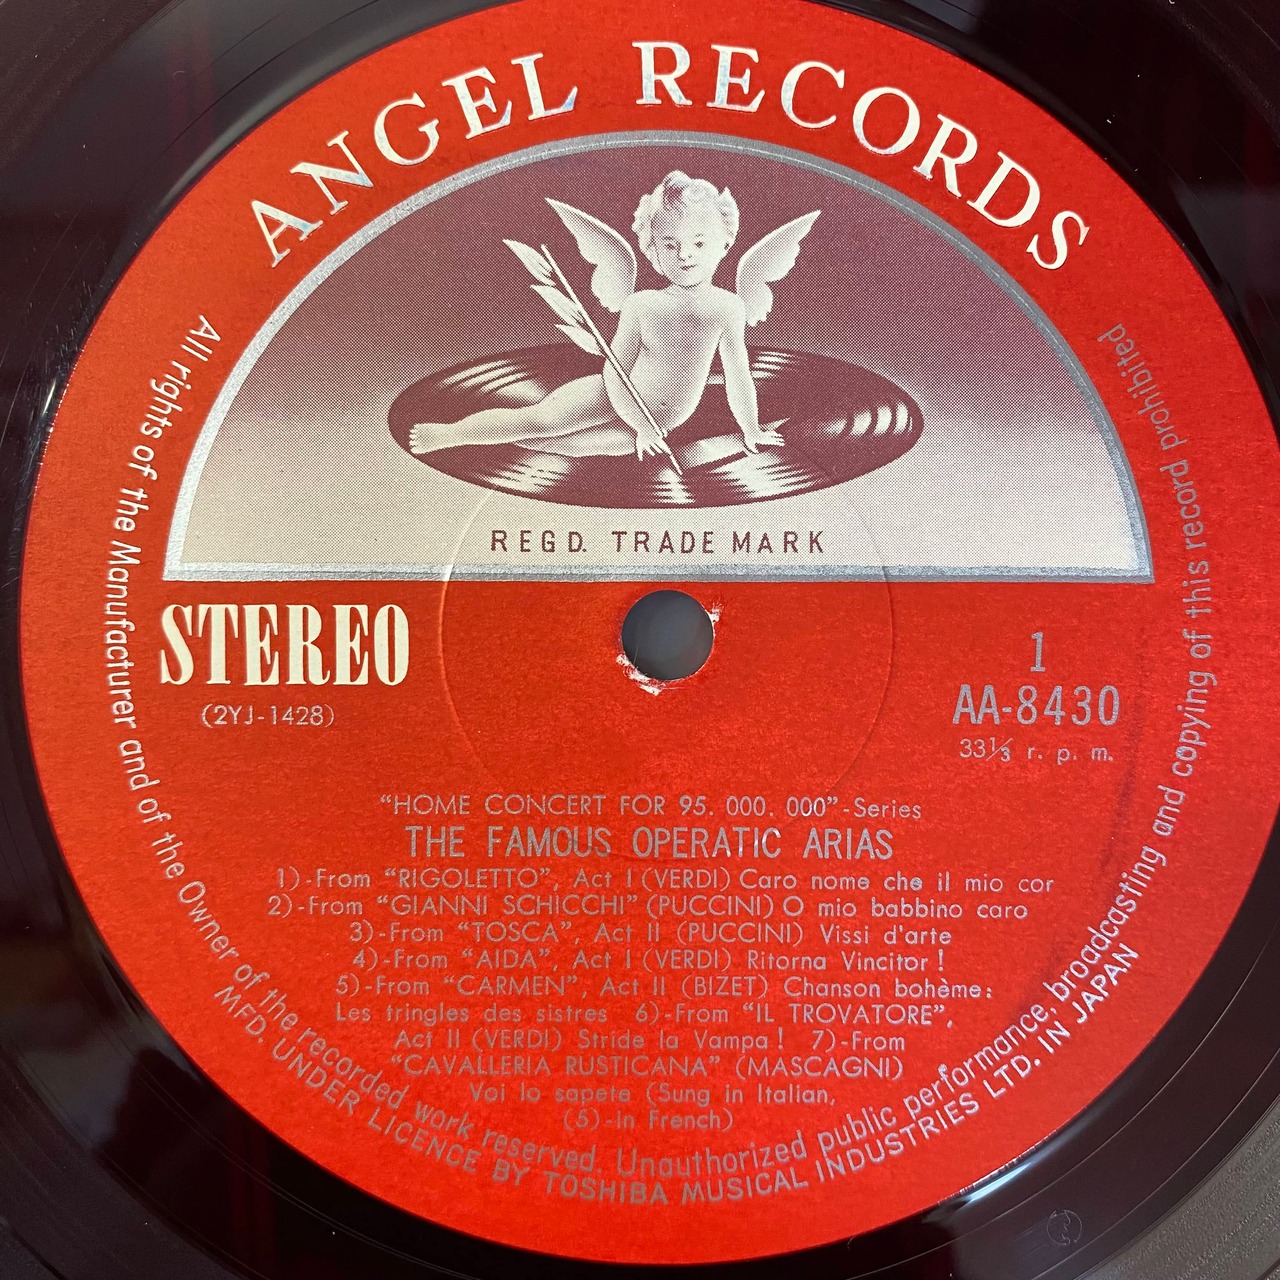 ANGEL RECORDS
REGD. TRADE MARK
STEREO
(2YJ-1428)
1
AA-8430
33⅓ r. p. m.
"HOME CONCERT FOR 95. 000. 000"-Series
THE FAMOUS OPERATIC ARIAS
1)-From "RIGOLETTO", Act I (VERDI) Caro nome che il mio cor
2)-From "GIANNI SCHICCHI" (PUCCINI) O mio babbino caro
3)-From "TOSCA", Act II (PUCCINI) Vissi d'arte
4)-From "AIDA", Act I (VERDI) Ritorna Vincitor!
5)-From "CARMEN", Act II (BIZET) Chanson bohème:
Les tringles des sistres 6)-From "IL TROVATORE",
Act II (VERDI) Stride la Vampa! 7)-From
"CAVALLERIA RUSTICANA" (MASCAGNI)
Voi lo sapete (Sung in Italian,
(5)-in French)
All rights of the Manufacturer and of the Owner of the recorded work reserved. Unauthorized public performance, broadcasting and copying of this record prohibited
MFD. UNDER LICENCE BY TOSHIBA MUSICAL INDUSTRIES LTD. IN JAPAN